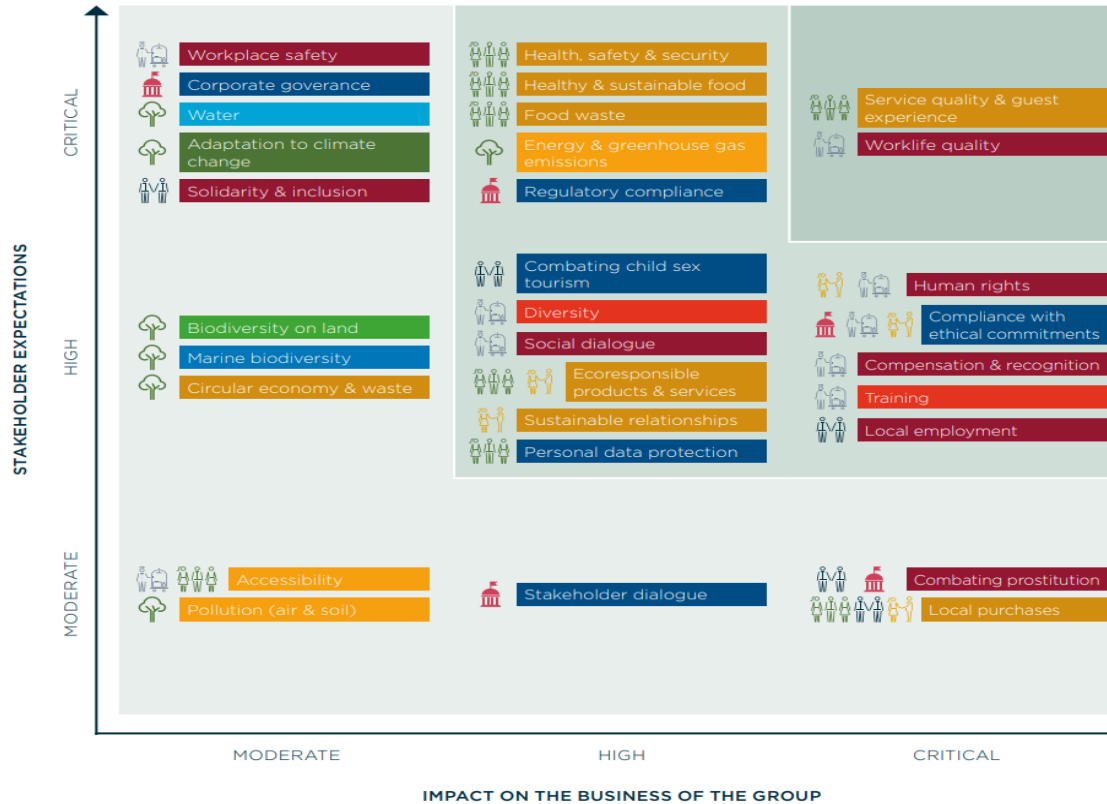 STAKEHOLDER EXPECTATIONS
CRITICAL
Workplace safety
Corporate goverance
Water
Adaptation to climate
change
Solidarity & inclusion
Health, safety & security
Healthy & sustainable food
Food waste
Energy & greenhouse gas
emissions
Regulatory compliance
Service quality & guest
experience
Worklife quality
HIGH
Biodiversity on land
Marine biodiversity
Circular economy & waste
Combating child sex
tourism
Diversity
Social dialogue
Ecoresponsible
products & services
Sustainable relationships
Personal data protection
Human rights
Compliance with
ethical commitments
Compensation & recognition
Training
Local employment
MODERATE
Accessibility
Pollution (air & soil)
Stakeholder dialogue
Combating prostitution
Local purchases
MODERATE
HIGH
CRITICAL
IMPACT ON THE BUSINESS OF THE GROUP